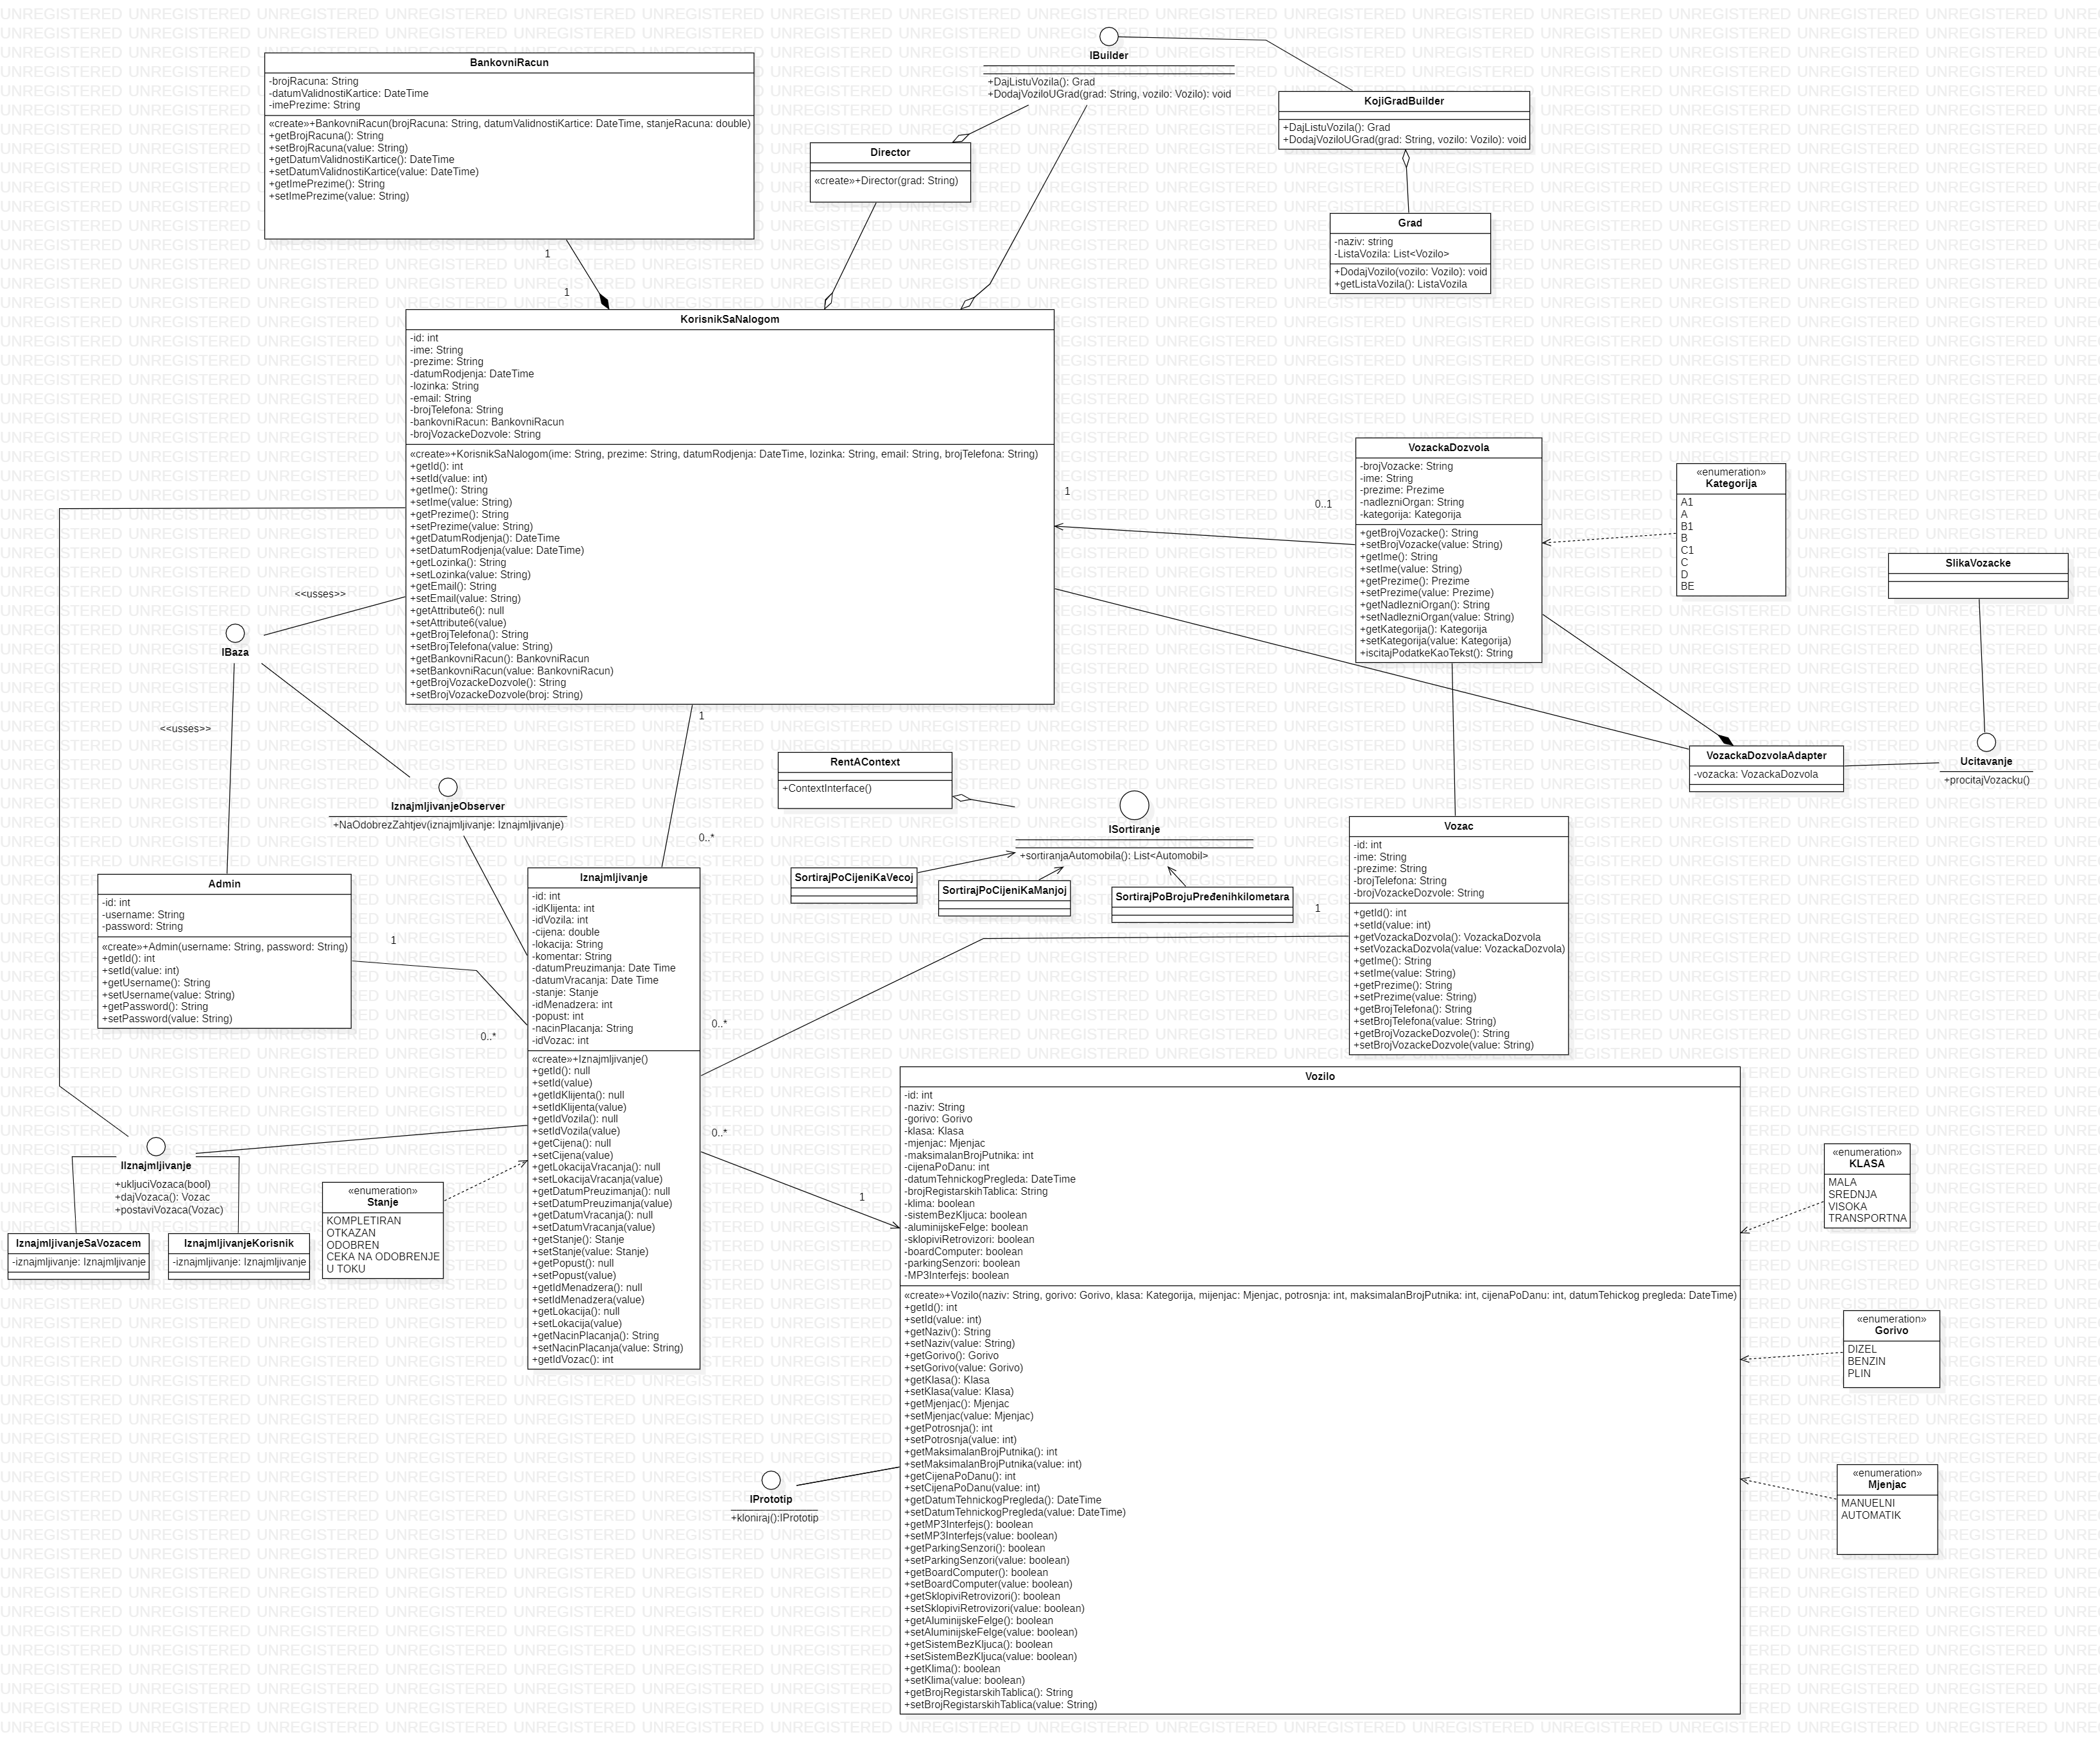 BankovniRacun
-brojRacuna: String
-datumValidnostiKartice: DateTime
-imePrezime: String
«create»+BankovniRacun(brojRacuna: String, datumValidnostiKartice: DateTime, stanjeRacuna: double)
+getBrojRacuna(): String
+setBrojRacuna(value: String)
+getDatumValidnostiKartice(): DateTime
+setDatumValidnostiKartice(value: DateTime)
+getImePrezime(): String
+setImePrezime(value: String)
IBuilder
+DajListuVozila(): Grad
+DodajVoziloUGrad(grad: String, vozilo: Vozilo): void
KojiGradBuilder
+DajListuVozila(): Grad
+DodajVoziloUGrad(grad: String, vozilo: Vozilo): void
Director
«create»+Director(grad: String)
Grad
-naziv: string
-ListaVozila: List<Vozilo>
+DodajVozilo(vozilo: Vozilo): void
+getListaVozila(): ListaVozila
1
1
KorisnikSaNalogom
-id: int
-ime: String
-prezime: String
-datumRodjenja: DateTime
-lozinka: String
-email: String
-brojTelefona: String
-bankovniRacun: BankovniRacun
-brojVozackeDozvole: String
«create»+KorisnikSaNalogom(ime: String, prezime: String, datumRodjenja: DateTime, lozinka: String, email: String, brojTelefona: String)
+getId(): int
+setId(value: int)
+getIme(): String
+setIme(value: String)
+getPrezime(): String
+setPrezime(value: String)
+getDatumRodjenja(): DateTime
+setDatumRodjenja(value: DateTime)
+getLozinka(): String
+setLozinka(value: String)
+getEmail(): String
+setEmail(value: String)
+getAttribute6(): null
+setAttribute6(value)
+getBrojTelefona(): String
+setBrojTelefona(value: String)
+getBankovniRacun(): BankovniRacun
+setBankovniRacun(value: BankovniRacun)
+getBrojVozackeDozvole(): String
+setBrojVozackeDozvole(broj: String)
1
0..1
VozackaDozvola
-brojVozacke: String
-ime: String
-prezime: Prezime
-nadlezniOrgan: String
-kategorija: Kategorija
+getBrojVozacke(): String
+setBrojVozacke(value: String)
+getIme(): String
+setIme(value: String)
+getPrezime(): Prezime
+setPrezime(value: Prezime)
+getNadlezniOrgan(): String
+setNadlezniOrgan(value: String)
+getKategorija(): Kategorija
+setKategorija(value: Kategorija)
+iscitajPodatkeKaoTekst(): String
«enumeration»
Kategorija
A1
A
B1
B
C1
C
D
BE
SlikaVozacke
<<usses>>
IBaza
<<usses>>
1
0..*
VozackaDozvolaAdapter
-vozacka: VozackaDozvola
Ucitavanje
+procitajVozacku()
IznajmljivanjeObserver
+NaOdobrezZahtjev(iznajmljivanje: Iznajmljivanje)
RentAContext
+ContextInterface()
ISortiranje
+sortiranjaAutomobila(): List<Automobil>
SortirajPoCijeniKaVecoj
SortirajPoCijeniKaManjoj
SortirajPoBrojuPređenihkilometara
Admin
-id: int
-username: String
-password: String
«create»+Admin(username: String, password: String)
+getId(): int
+setId(value: int)
+getUsername(): String
+setUsername(value: String)
+getPassword(): String
+setPassword(value: String)
1
0..*
Iznajmljivanje
-id: int
-idKlijenta: int
-idVozila: int
-cijena: double
-lokacija: String
-komentar: String
-datumPreuzimanja: Date Time
-datumVracanja: Date Time
-stanje: Stanje
-idMenadzera: int
-popust: int
-nacinPlacanja: String
-idVozac: int
«create»+Iznajmljivanje()
+getId(): null
+setId(value)
+getIdKlijenta(): null
+setIdKlijenta(value)
+getIdVozila(): null
+setIdVozila(value)
+getCijena(): null
+setCijena(value)
+getLokacijaVracanja(): null
+setLokacijaVracanja(value)
+getDatumPreuzimanja(): null
+setDatumPreuzimanja(value)
+getDatumVracanja(): null
+setDatumVracanja(value)
+getStanje(): Stanje
+setStanje(value: Stanje)
+getPopust(): null
+setPopust(value)
+getIdMenadzera(): null
+setIdMenadzera(value)
+getLokacija(): null
+setLokacija(value)
+getNacinPlacanja(): String
+setNacinPlacanja(value: String)
+getIdVozac(): int
1
0..*
Vozac
-id: int
-ime: String
-prezime: String
-brojTelefona: String
-brojVozackeDozvole: String
+getId(): int
+setId(value: int)
+getVozackaDozvola(): VozackaDozvola
+setVozackaDozvola(value: VozackaDozvola)
+getIme(): String
+setIme(value: String)
+getPrezime(): String
+setPrezime(value: String)
+getBrojTelefona(): String
+setBrojTelefona(value: String)
+getBrojVozackeDozvole(): String
+setBrojVozackeDozvole(value: String)
0..*
1
IIznajmljivanje
+ukljuciVozaca(bool)
+dajVozaca(): Vozac
+postaviVozaca(Vozac)
IznajmljivanjeSaVozacem
-iznajmljivanje: Iznajmljivanje
IznajmljivanjeKorisnik
-iznajmljivanje: Iznajmljivanje
«enumeration»
Stanje
KOMPLETIRAN
OTKAZAN
ODOBREN
CEKA NA ODOBRENJE
U TOKU
Vozilo
-id: int
-naziv: String
-gorivo: Gorivo
-klasa: Klasa
-mjenjac: Mjenjac
-maksimalanBrojPutnika: int
-cijenaPoDanu: int
-datumTehnickogPregleda: DateTime
-brojRegistarskihTablica: String
-klima: boolean
-sistemBezKljuca: boolean
-aluminijskeFelge: boolean
-sklopiviRetrovizori: boolean
-boardComputer: boolean
-parkingSenzori: boolean
-MP3Interfejs: boolean
«create»+Vozilo(naziv: String, gorivo: Gorivo, klasa: Kategorija, mijenjac: Mjenjac, potrosnja: int, maksimalanBrojPutnika: int, cijenaPoDanu: int, datumTehickog pregleda: DateTime)
+getId(): int
+setId(value: int)
+getNaziv(): String
+setNaziv(value: String)
+getGorivo(): Gorivo
+setGorivo(value: Gorivo)
+getKlasa(): Klasa
+setKlasa(value: Klasa)
+getMjenjac(): Mjenjac
+setMjenjac(value: Mjenjac)
+getPotrosnja(): int
+setPotrosnja(value: int)
+getMaksimalanBrojPutnika(): int
+setMaksimalanBrojPutnika(value: int)
+getCijenaPoDanu(): int
+setCijenaPoDanu(value: int)
+getDatumTehnickogPregleda(): DateTime
+setDatumTehnickogPregleda(value: DateTime)
+getMP3Interfejs(): boolean
+setMP3Interfejs(value: boolean)
+getParkingSenzori(): boolean
+setParkingSenzori(value: boolean)
+getBoardComputer(): boolean
+setBoardComputer(value: boolean)
+getSklopiviRetrovizori(): boolean
+setSklopiviRetrovizori(value: boolean)
+getAluminijskeFelge(): boolean
+setAluminijskeFelge(value: boolean)
+getSistemBezKljuca(): boolean
+setSistemBezKljuca(value: boolean)
+getKlima(): boolean
+setKlima(value: boolean)
+getBrojRegistarskihTablica(): String
+setBrojRegistarskihTablica(value: String)
«enumeration»
KLASA
MALA
SREDNJA
VISOKA
TRANSPORTNA
«enumeration»
Gorivo
DIZEL
BENZIN
PLIN
«enumeration»
Mjenjac
MANUELNI
AUTOMATIK
IPrototip
+kloniraj():IPrototip